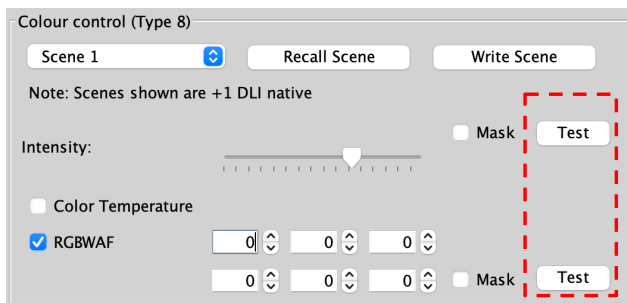 Colour control (Type 8)
Scene 1 Recall Scene Write Scene
Note: Scenes shown are +1 DLI native
Mask Test
Intensity:
Color Temperature
RGBWAF 0 0 0
0 0 0 Mask Test